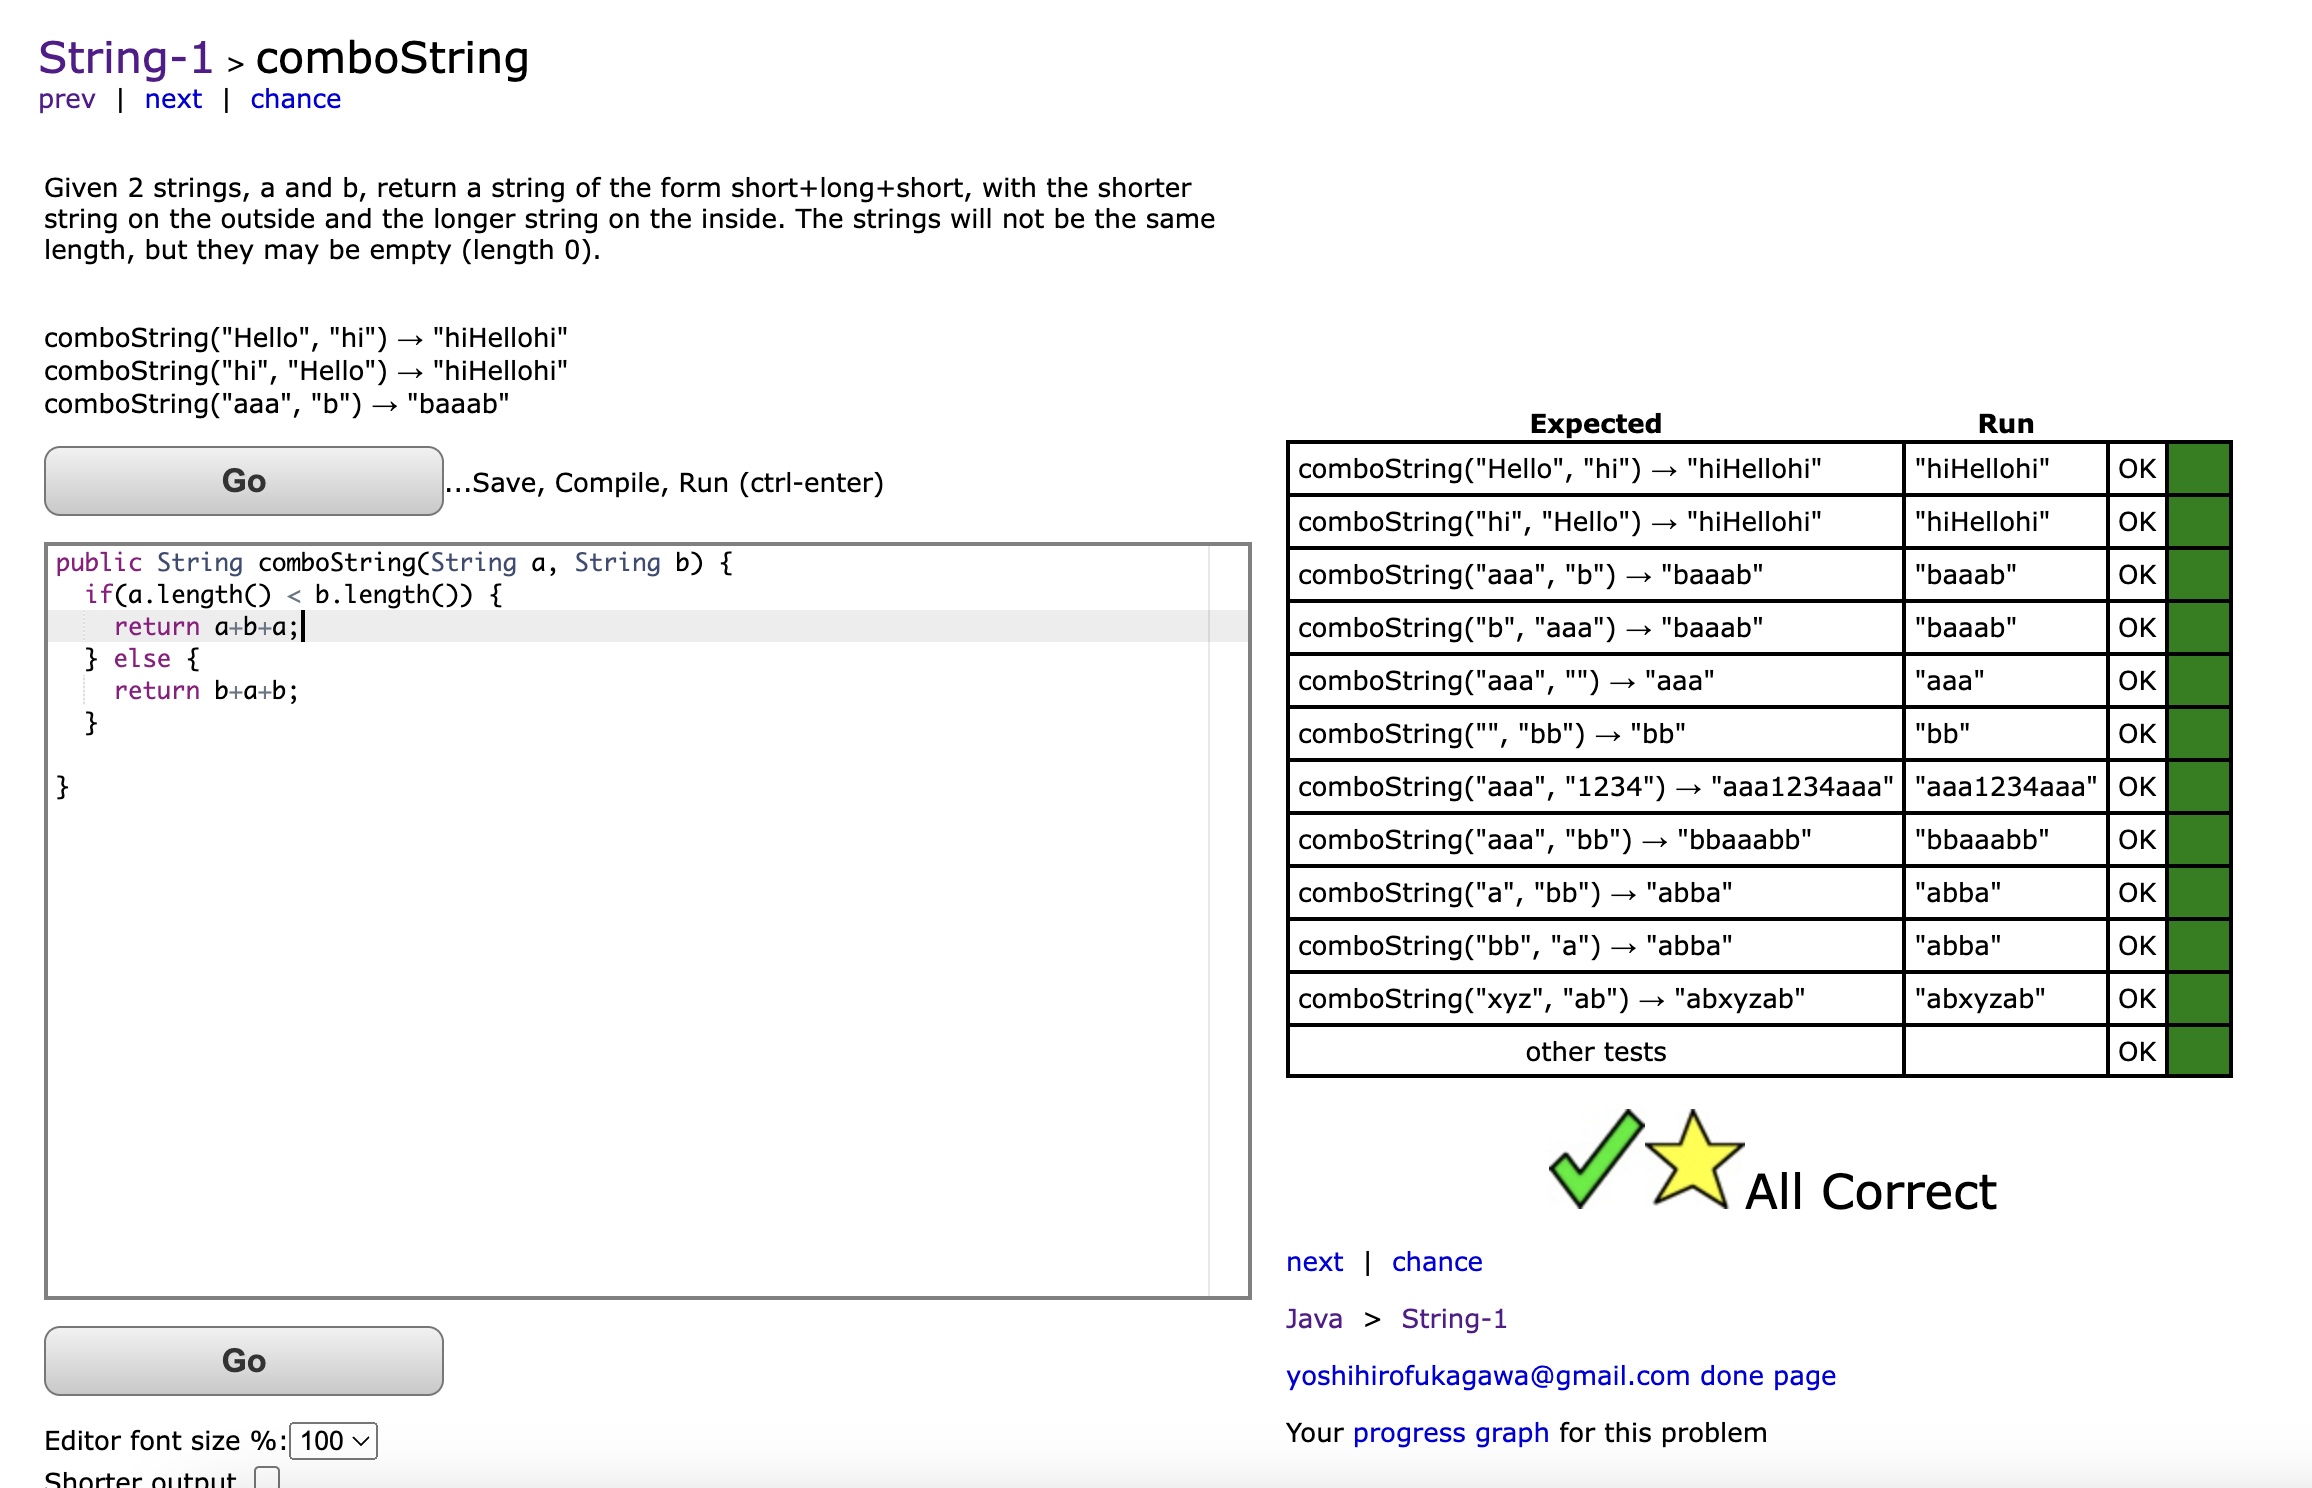 String-1 > comboString
prev | next | chance
Given 2 strings, a and b, return a string of the form short+long+short, with the shorter
string on the outside and the longer string on the inside. The strings will not be the same
length, but they may be empty (length 0).
comboString("Hello", "hi") → "hiHellohi"
comboString("hi", "Hello") → "hiHellohi"
comboString("aaa", "b") → "baaab"
Go ...Save, Compile, Run (ctrl-enter)
public String comboString(String a, String b) {
  if(a.length() < b.length()) {
    return a+b+a;
  } else {
    return b+a+b;
  }
}
Go
Editor font size %: 100
Shorter output
Expected Run
comboString("Hello", "hi") → "hiHellohi" "hiHellohi" OK
comboString("hi", "Hello") → "hiHellohi" "hiHellohi" OK
comboString("aaa", "b") → "baaab" "baaab" OK
comboString("b", "aaa") → "baaab" "baaab" OK
comboString("aaa", "") → "aaa" "aaa" OK
comboString("", "bb") → "bb" "bb" OK
comboString("aaa", "1234") → "aaa1234aaa" "aaa1234aaa" OK
comboString("aaa", "bb") → "bbaaabb" "bbaaabb" OK
comboString("a", "bb") → "abba" "abba" OK
comboString("bb", "a") → "abba" "abba" OK
comboString("xyz", "ab") → "abxyzab" "abxyzab" OK
other tests OK
All Correct
next | chance
Java > String-1
yoshihirofukagawa@gmail.com done page
Your progress graph for this problem